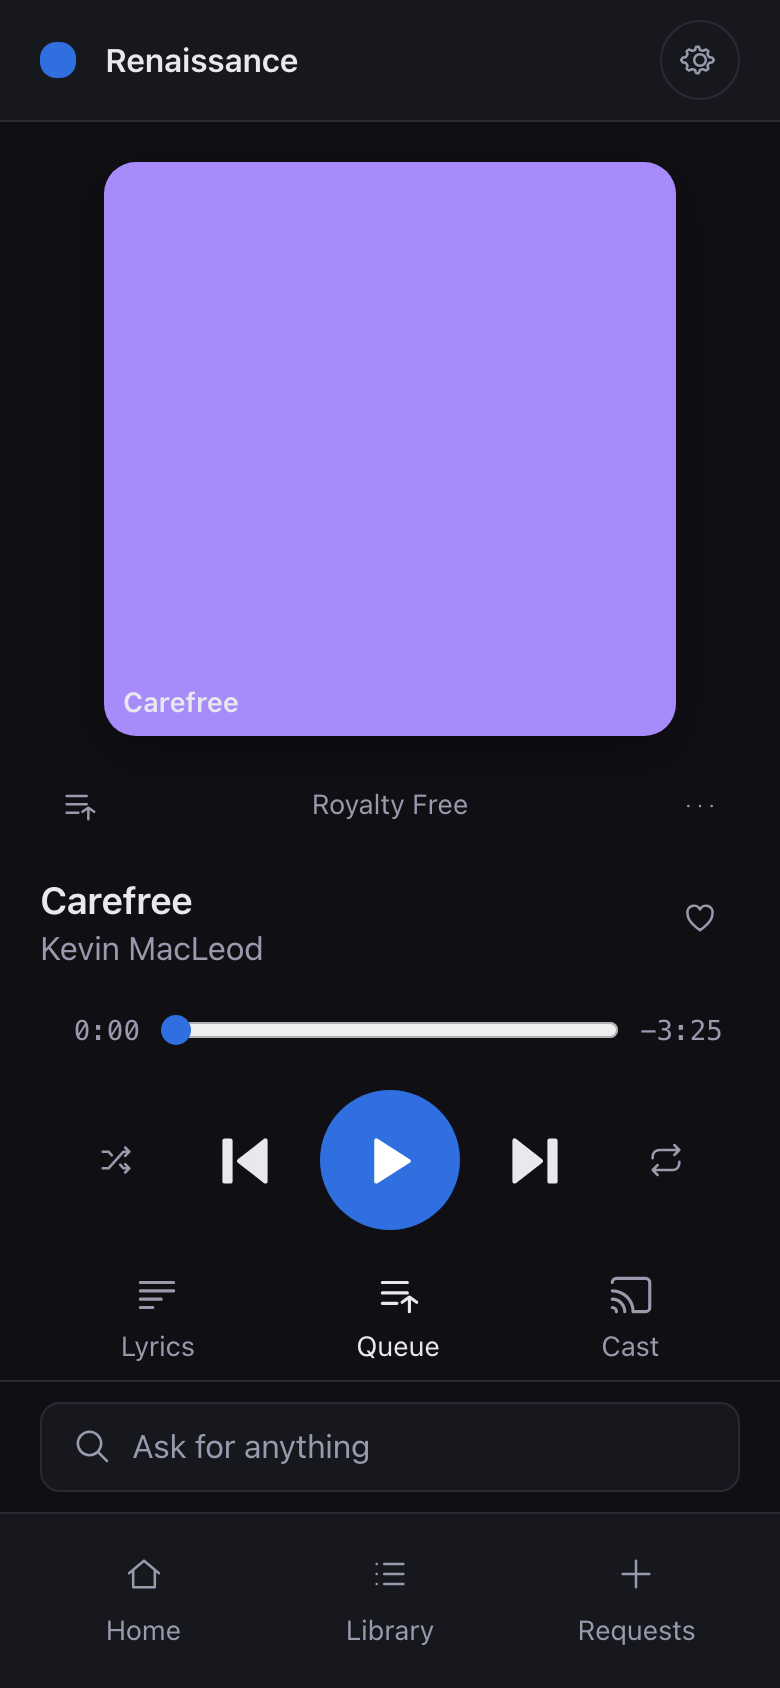 Renaissance
Carefree
Royalty Free
Carefree
Kevin MacLeod
0:00 −3:25
Lyrics Queue Cast
Ask for anything
Home Library Requests